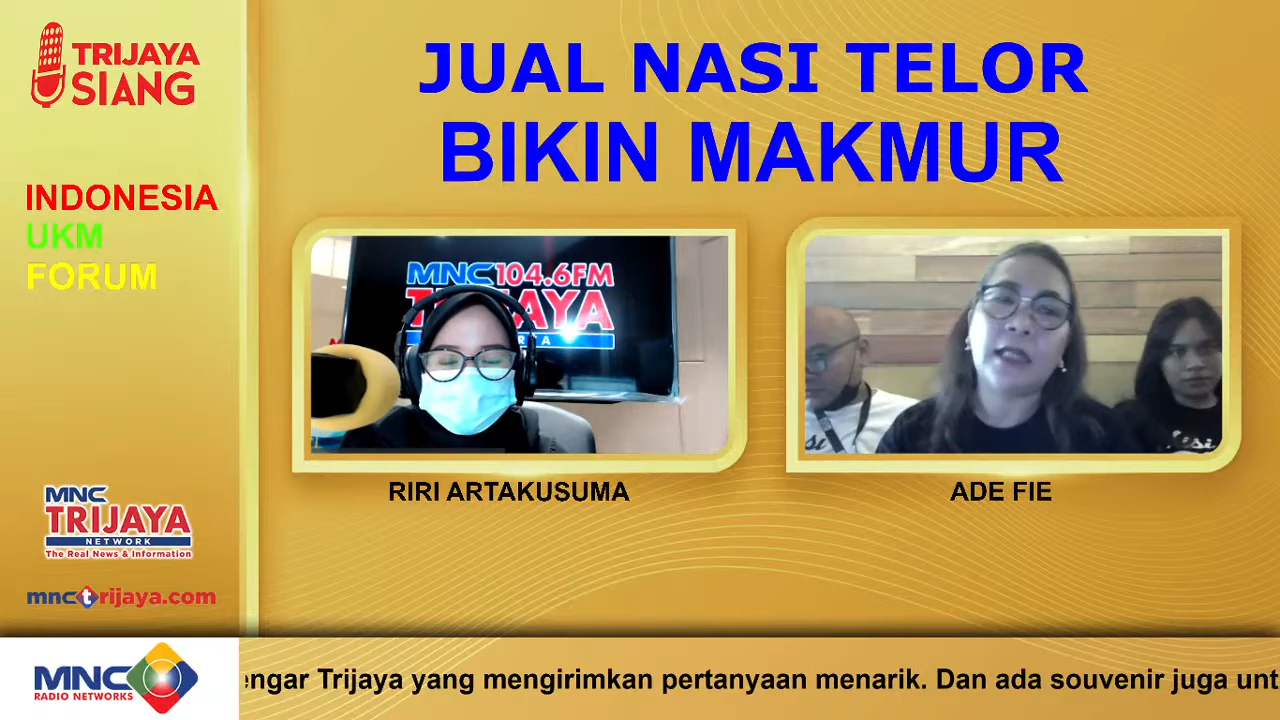 TRIJAYA
SIANG
INDONESIA
UKM
FORUM
JUAL NASI TELOR
BIKIN MAKMUR
MNC 104.6FM
TRIJAYA
RIRI ARTAKUSUMA
ADE FIE
MNC
TRIJAYA
NETWORK
The Real News & Information
mnctrijaya.com
MNC
RADIO NETWORKS
engar Trijaya yang mengirimkan pertanyaan menarik. Dan ada souvenir juga unt